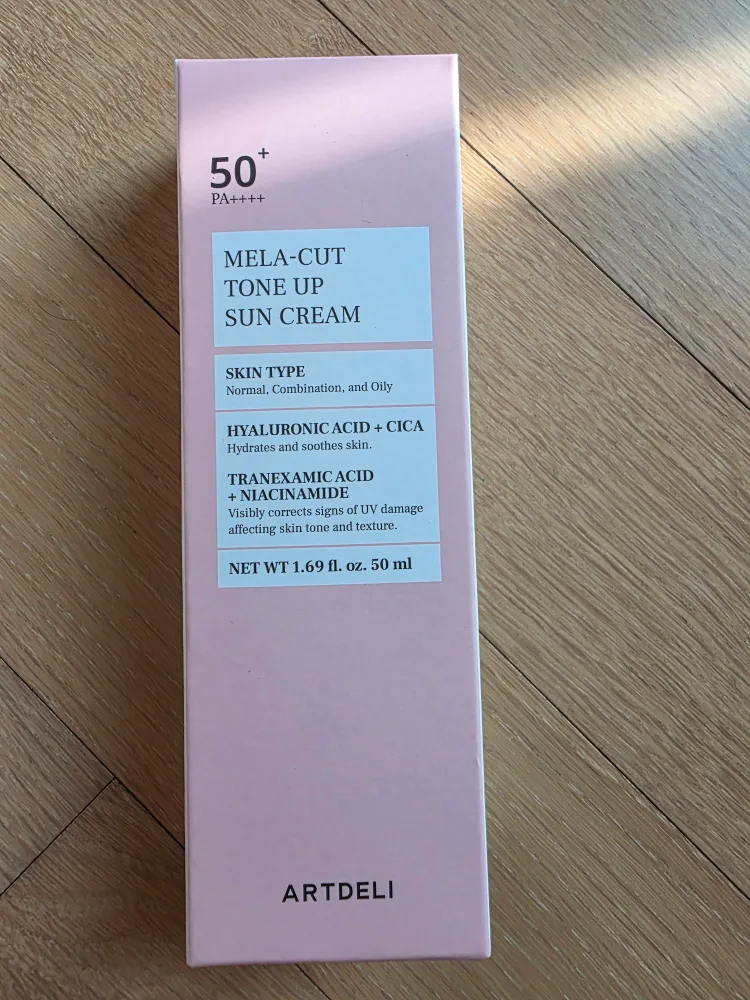 50+
PA++++
MELA-CUT
TONE UP
SUN CREAM
SKIN TYPE
Normal, Combination, and Oily
HYALURONIC ACID + CICA
Hydrates and soothes skin.
TRANEXAMIC ACID
+ NIACINAMIDE
Visibly corrects signs of UV damage
affecting skin tone and texture.
NET WT 1.69 fl. oz. 50 ml
ARTDELI